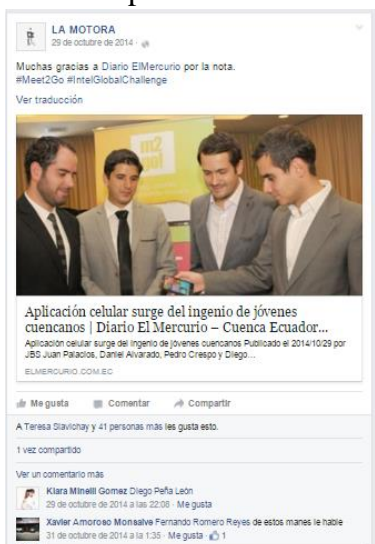 LA MOTORA
29 de octubre de 2014 ·
Muchas gracias a Diario ElMercurio por la nota.
#Meet2Go #IntelGlobalChallenge
Ver traducción
m2
Aplicación celular surge del ingenio de jóvenes
cuencanos | Diario El Mercurio – Cuenca Ecuador...
Aplicación celular surge del ingenio de jóvenes cuencanos Publicado el 2014/10/29 por
JBS Juan Palacios, Daniel Alvarado, Pedro Crespo y Diego...
ELMERCURIO.COM.EC
Me gusta Comentar Compartir
A Teresa Slavichay y 41 personas más les gusta esto.
1 vez compartido
Ver un comentario más
Kiara Minelli Gomez Diego Peña León
29 de octubre de 2014 a las 22:08 · Me gusta
Xavier Amoroso Monsalve Fernando Romero Reyes de estos manes le hable
31 de octubre de 2014 a la 1:35 · Me gusta · 1